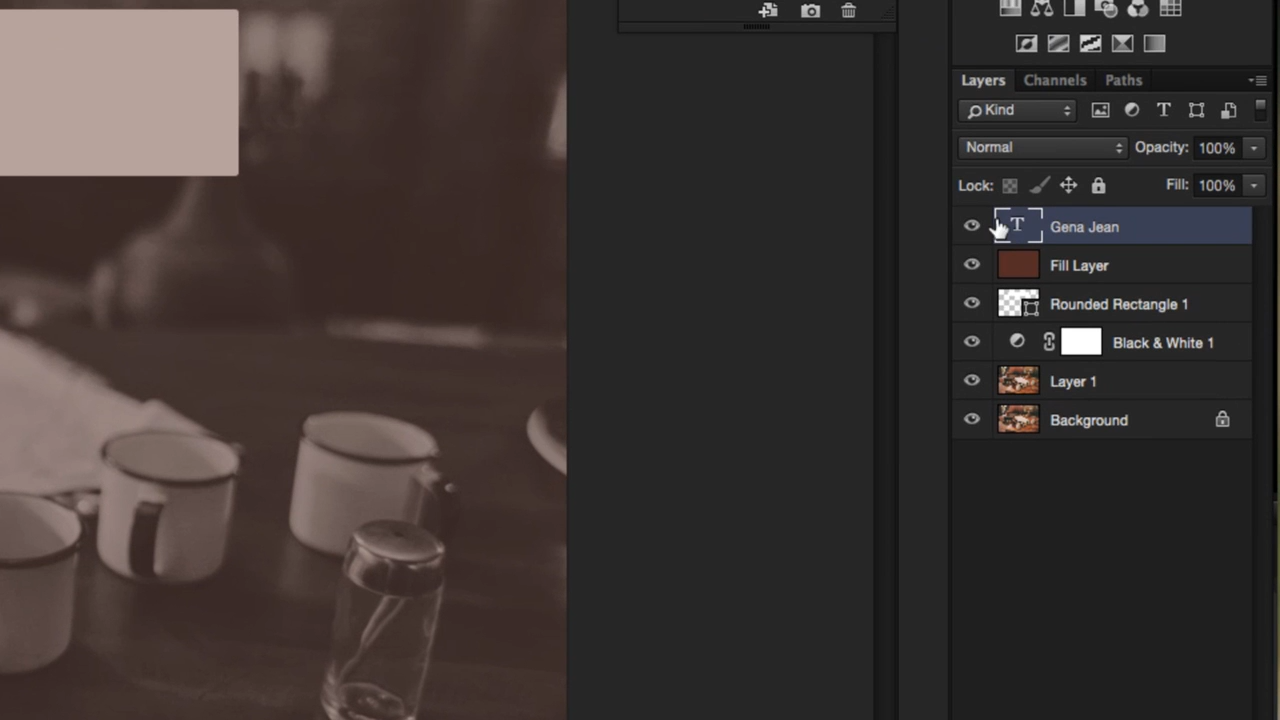 Layers Channels Paths
Kind
Normal Opacity: 100%
Lock: Fill: 100%
T Gena Jean
Fill Layer
Rounded Rectangle 1
Black & White 1
Layer 1
Background